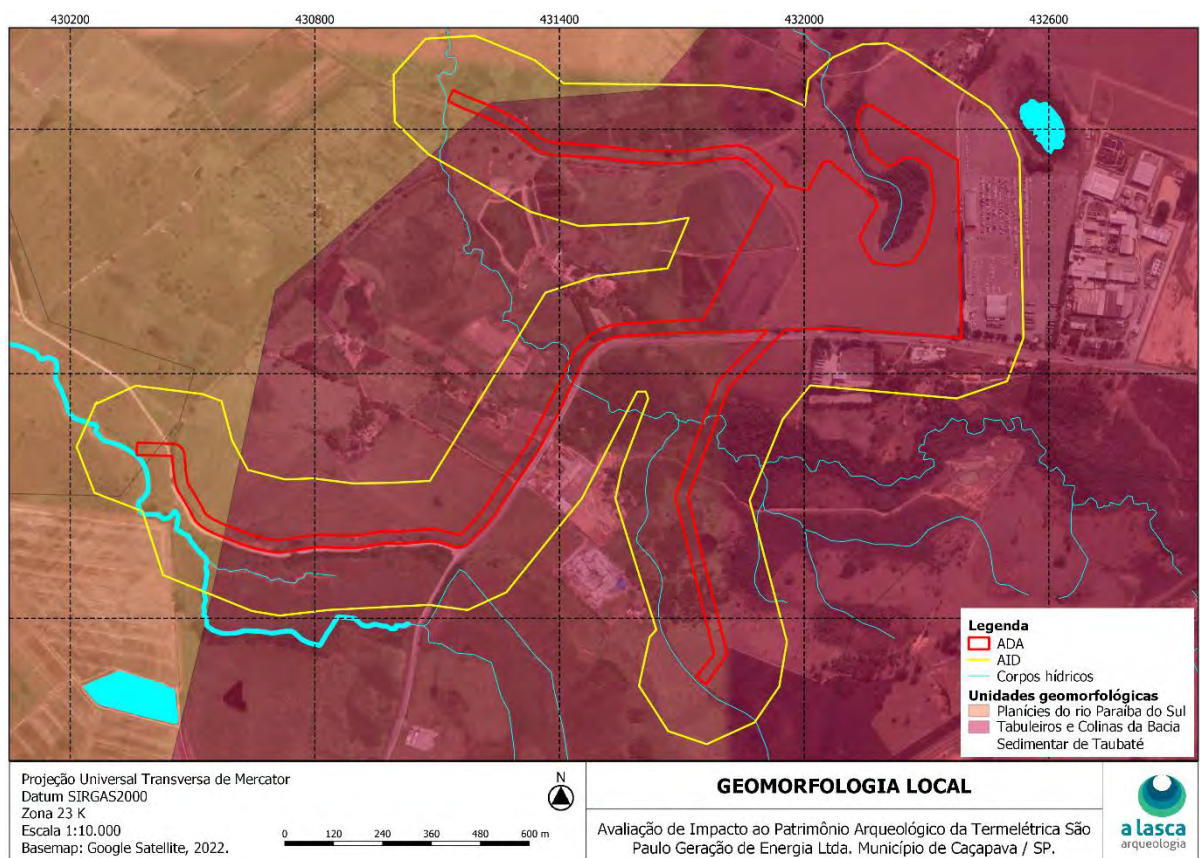 430200 430800 431400 432000 432600
Legenda
ADA
AID
Corpos hídricos
Unidades geomorfológicas
Planícies do rio Paraíba do Sul
Tabuleiros e Colinas da Bacia
Sedimentar de Taubaté
Projeção Universal Transversa de Mercator
Datum SIRGAS2000
Zona 23 K
Escala 1:10.000
Basemap: Google Satellite, 2022.
N
0 120 240 360 480 600 m
GEOMORFOLOGIA LOCAL
Avaliação de Impacto ao Patrimônio Arqueológico da Termelétrica São
Paulo Geração de Energia Ltda. Município de Caçapava / SP.
a lasca
arqueologia